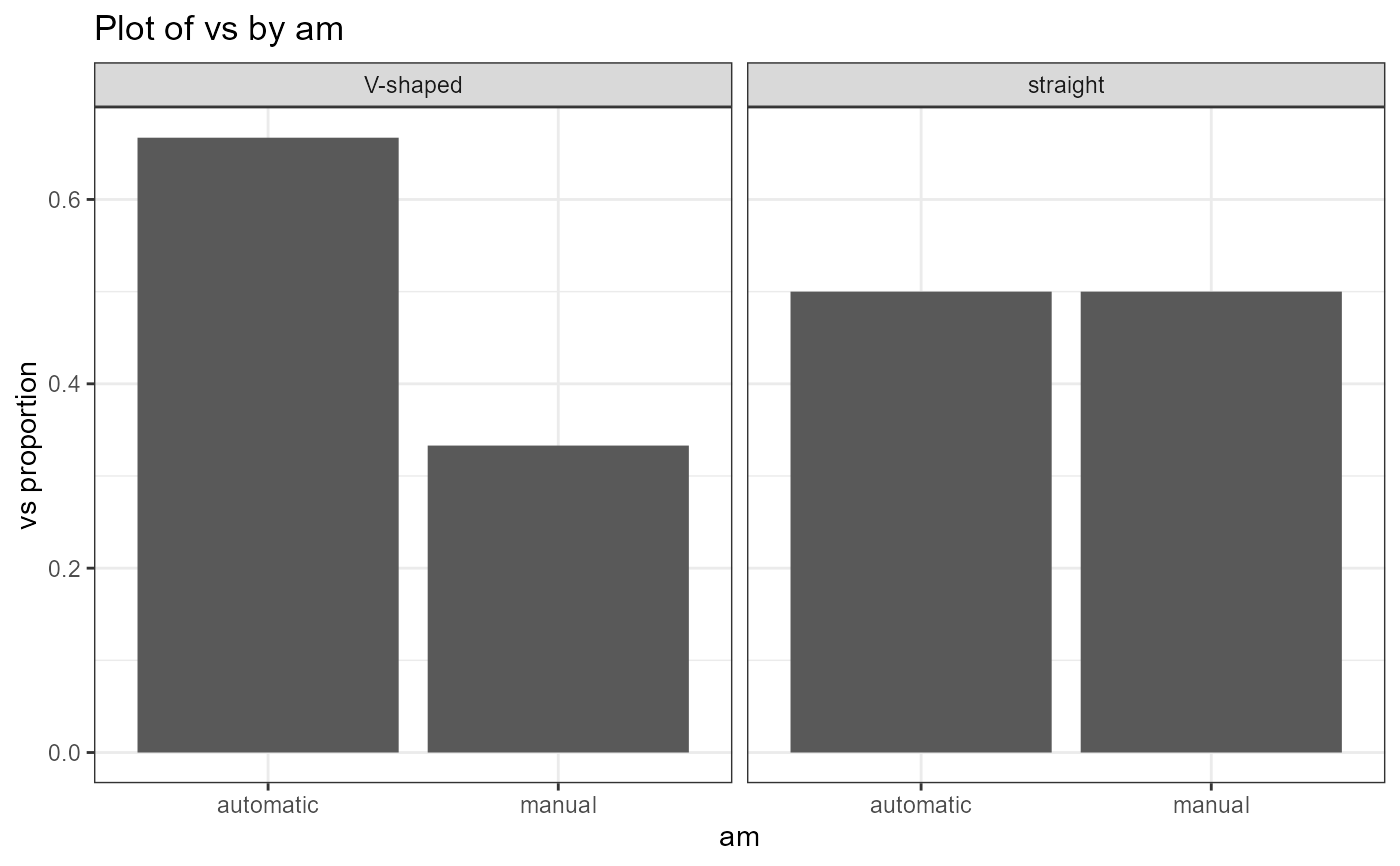 Plot of vs by am
V-shaped
straight
vs proportion
0.6
0.4
0.2
0.0
automatic
manual
automatic
manual
am